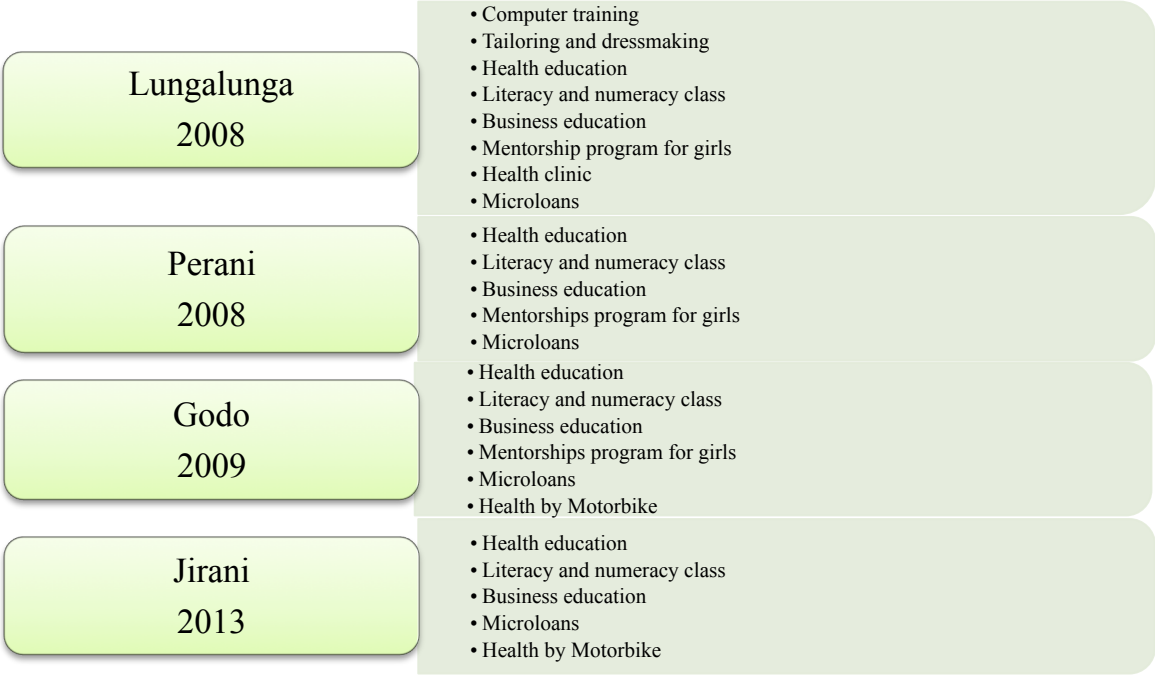 Lungalunga
2008
• Computer training
• Tailoring and dressmaking
• Health education
• Literacy and numeracy class
• Business education
• Mentorship program for girls
• Health clinic
• Microloans
Perani
2008
• Health education
• Literacy and numeracy class
• Business education
• Mentorships program for girls
• Microloans
Godo
2009
• Health education
• Literacy and numeracy class
• Business education
• Mentorships program for girls
• Microloans
• Health by Motorbike
Jirani
2013
• Health education
• Literacy and numeracy class
• Business education
• Microloans
• Health by Motorbike